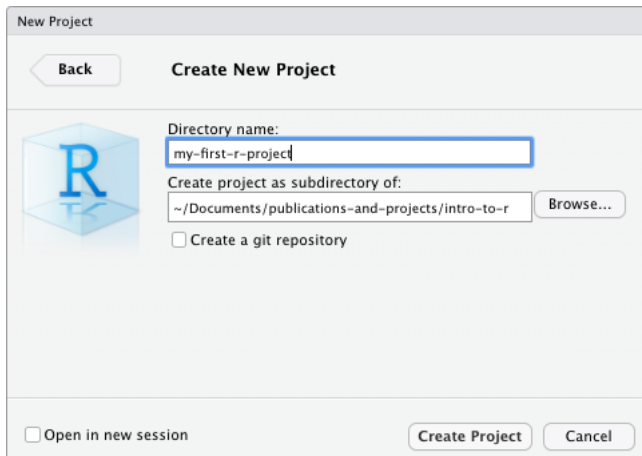 New Project
Back
Create New Project
R
Directory name:
my-first-r-project
Create project as subdirectory of:
~/Documents/publications-and-projects/intro-to-r
Browse...
Create a git repository
Open in new session
Create Project
Cancel